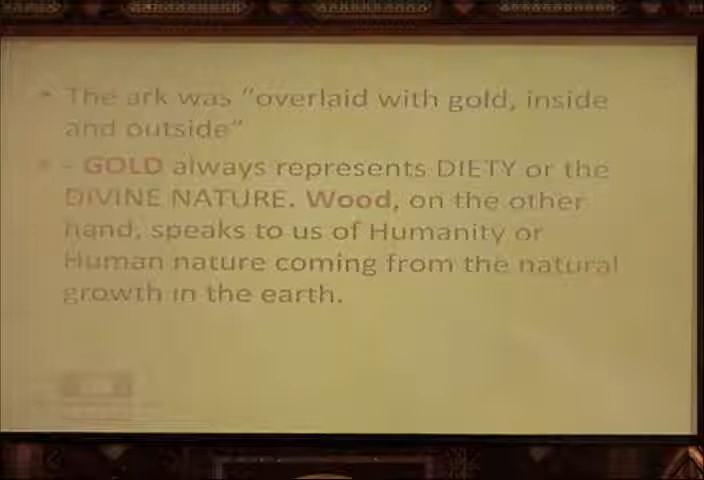 • The ark was "overlaid with gold, inside
and outside"
• - GOLD always represents DIETY or the
DIVINE NATURE. Wood, on the other
hand, speaks to us of Humanity or
Human nature coming from the natural
growth in the earth.